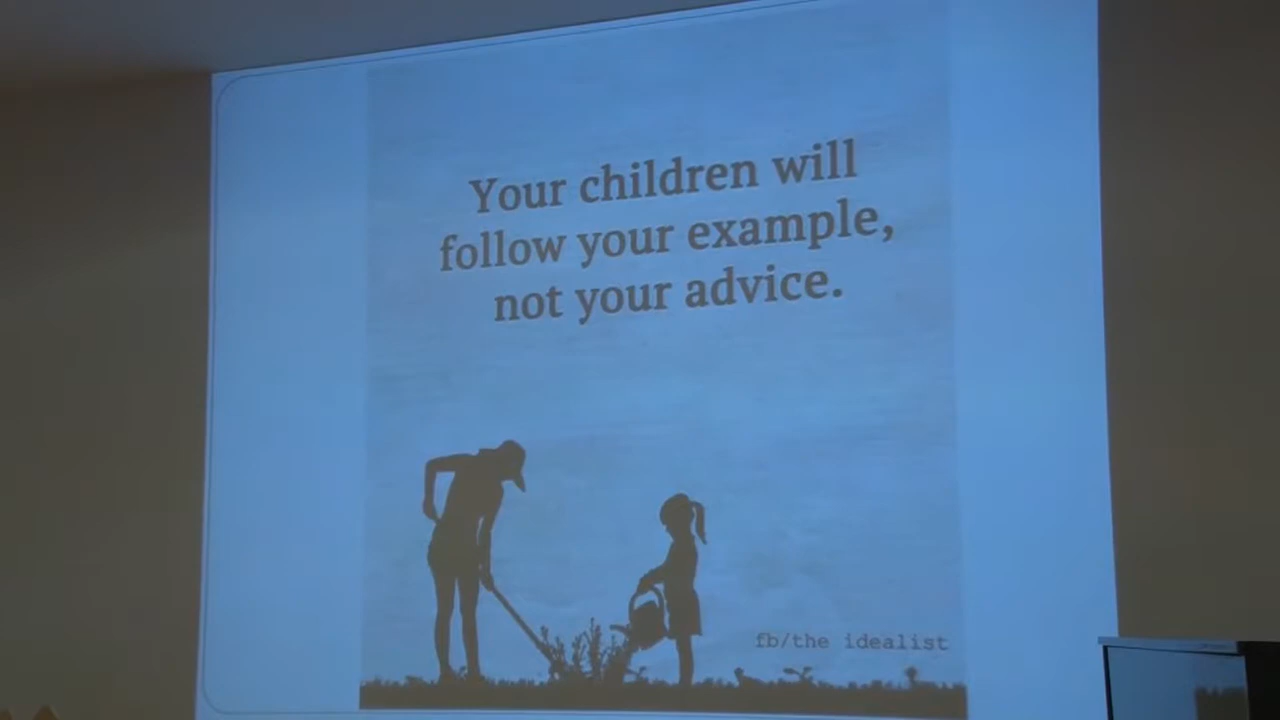 Your children will
follow your example,
not your advice.
fb/the idealist